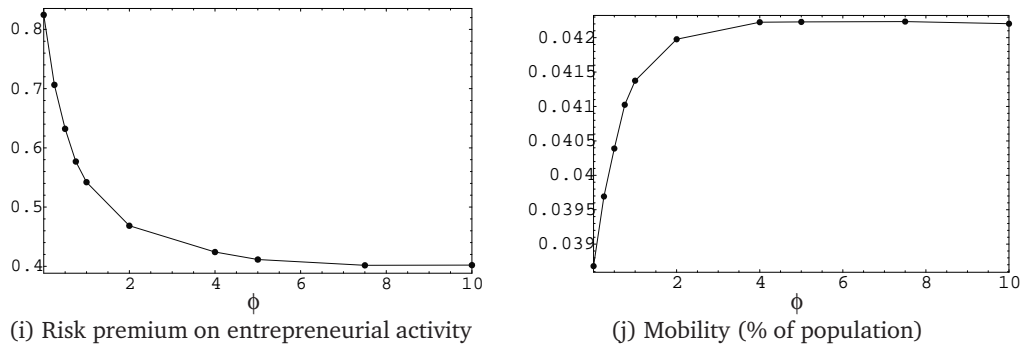 0.8
0.7
0.6
0.5
0.4
2 4 6 8 10
ϕ
(i) Risk premium on entrepreneurial activity
0.042
0.0415
0.041
0.0405
0.04
0.0395
0.039
2 4 6 8 10
ϕ
(j) Mobility (% of population)